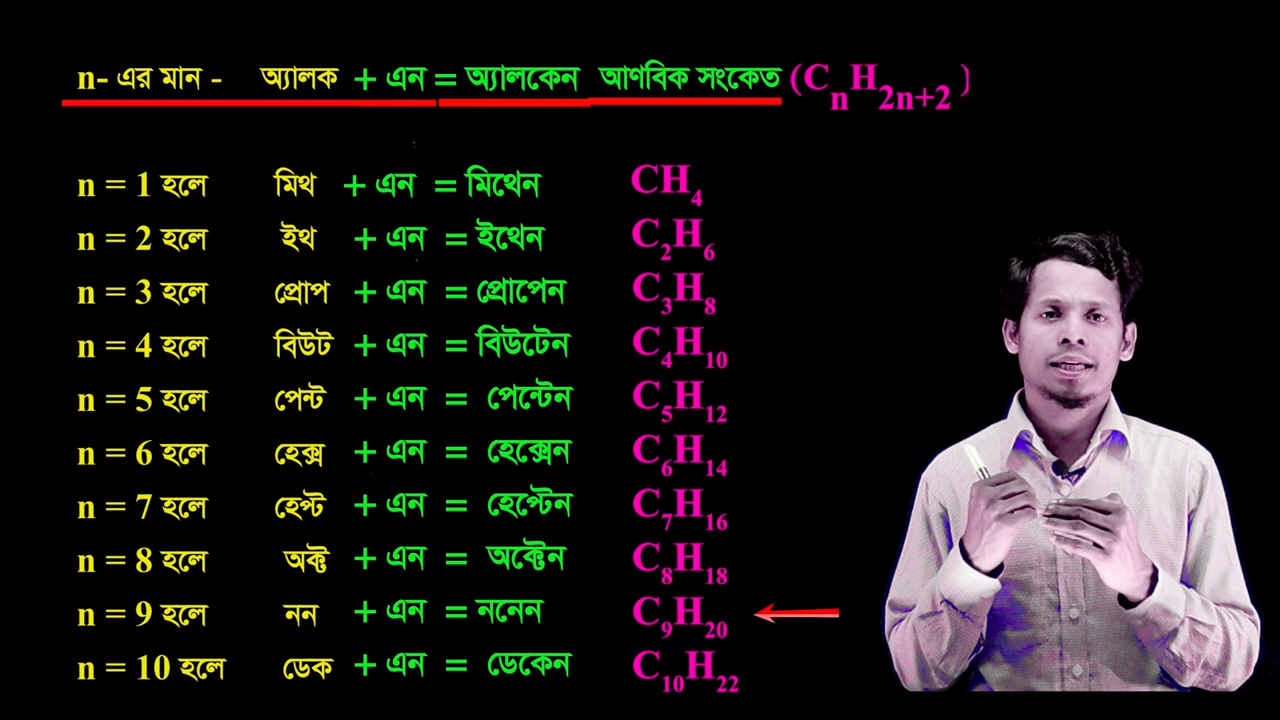 n- এর মান - অ্যালক + এন = অ্যালকেন আণবিক সংকেত (CnH2n+2)
n = 1 হলে মিথ + এন = মিথেন CH4
n = 2 হলে ইথ + এন = ইথেন C2H6
n = 3 হলে প্রোপ + এন = প্রোপেন C3H8
n = 4 হলে বিউট + এন = বিউটেন C4H10
n = 5 হলে পেন্ট + এন = পেন্টেন C5H12
n = 6 হলে হেক্স + এন = হেক্সেন C6H14
n = 7 হলে হেপ্ট + এন = হেপ্টেন C7H16
n = 8 হলে অক্ট + এন = অক্টেন C8H18
n = 9 হলে নন + এন = ননেন C9H20
n = 10 হলে ডেক + এন = ডেকেন C10H22